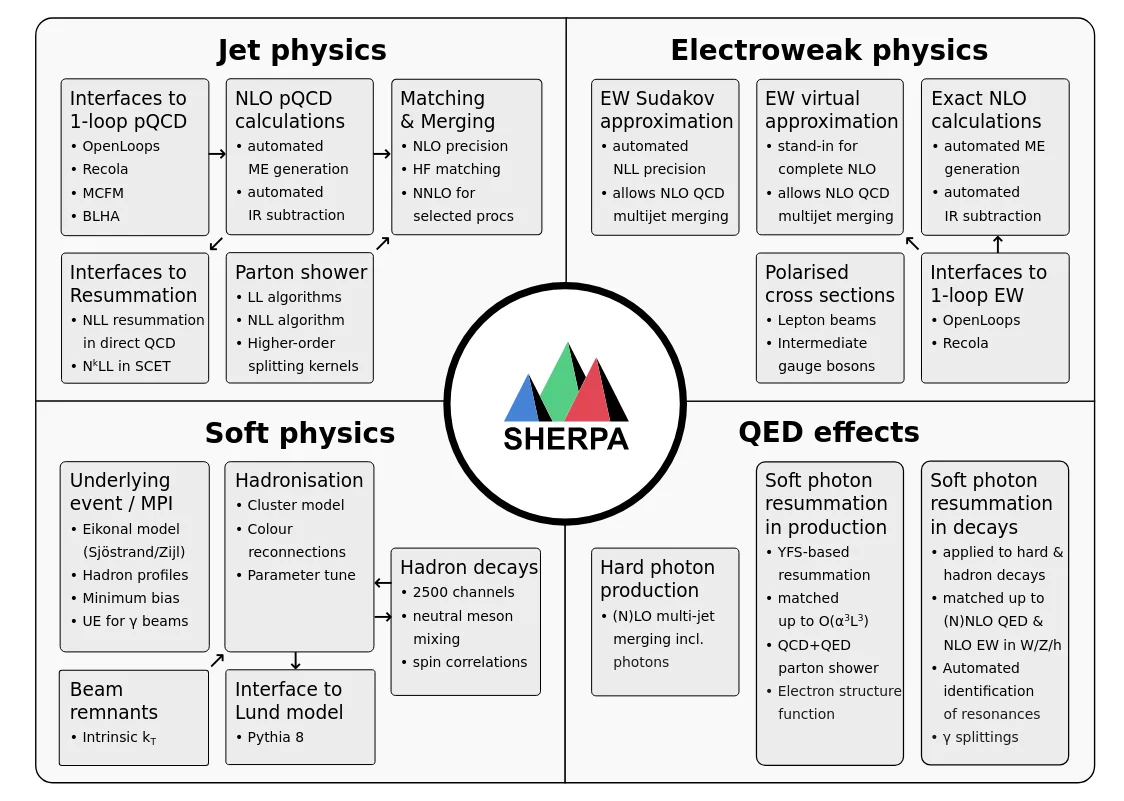 Jet physics
Interfaces to
1-loop pQCD
• OpenLoops
• Recola
• MCFM
• BLHA
NLO pQCD
calculations
• automated
ME generation
• automated
IR subtraction
Matching
& Merging
• NLO precision
• HF matching
• NNLO for
selected procs
Interfaces to
Resummation
• NLL resummation
in direct QCD
• NᵏLL in SCET
Parton shower
• LL algorithms
• NLL algorithm
• Higher-order
splitting kernels
Electroweak physics
EW Sudakov
approximation
• automated
NLL precision
• allows NLO QCD
multijet merging
EW virtual
approximation
• stand-in for
complete NLO
• allows NLO QCD
multijet merging
Exact NLO
calculations
• automated ME
generation
• automated
IR subtraction
Polarised
cross sections
• Lepton beams
• Intermediate
gauge bosons
Interfaces to
1-loop EW
• OpenLoops
• Recola
SHERPA
Soft physics
Underlying
event / MPI
• Eikonal model
(Sjöstrand/Zijl)
• Hadron profiles
• Minimum bias
• UE for γ beams
Hadronisation
• Cluster model
• Colour
reconnections
• Parameter tune
Hadron decays
• 2500 channels
• neutral meson
mixing
• spin correlations
Beam
remnants
• Intrinsic k_T
Interface to
Lund model
• Pythia 8
QED effects
Hard photon
production
• (N)LO multi-jet
merging incl.
photons
Soft photon
resummation
in production
• YFS-based
resummation
• matched
up to O(α³L³)
• QCD+QED
parton shower
• Electron structure
function
Soft photon
resummation
in decays
• applied to hard &
hadron decays
• matched up to
(N)NLO QED &
NLO EW in W/Z/h
• Automated
identification
of resonances
• γ splittings